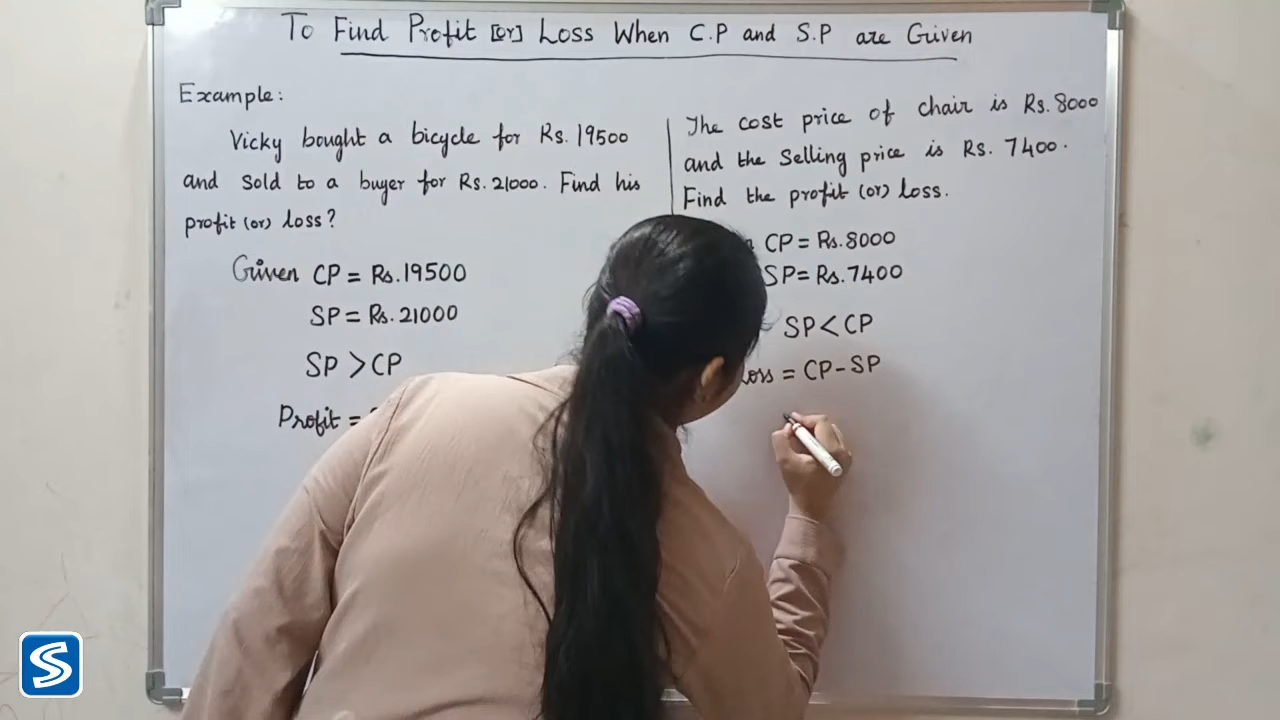 To Find Profit [or] Loss When C.P and S.P are Given
Example:
Vicky bought a bicycle for Rs. 19500
and sold to a buyer for Rs. 21000. Find his
profit (or) loss?
Given CP = Rs. 19500
SP = Rs. 21000
SP > CP
Profit =
The cost price of chair is Rs. 8000
and the Selling price is Rs. 7400.
Find the profit (or) loss.
CP = Rs. 8000
SP = Rs. 7400
SP < CP
= CP - SP
S